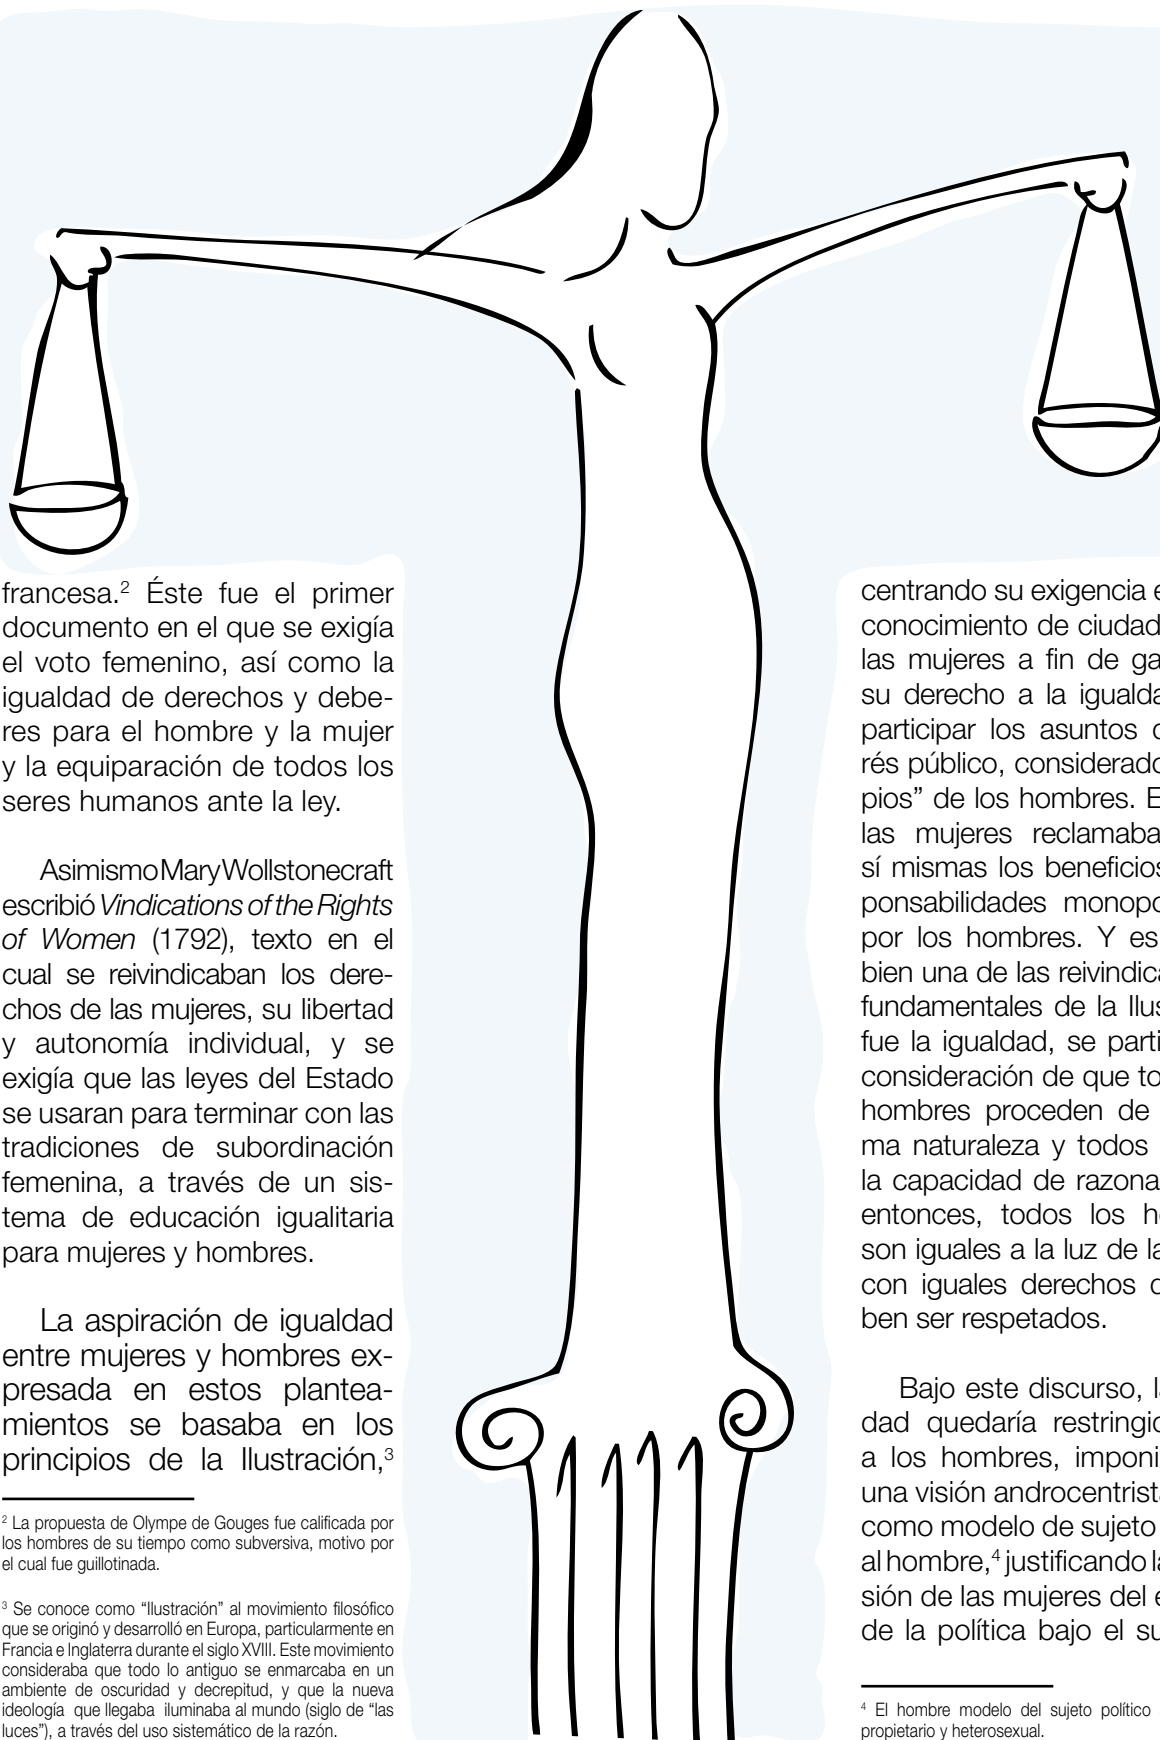 francesa.² Éste fue el primer
documento en el que se exigía
el voto femenino, así como la
igualdad de derechos y debe-
res para el hombre y la mujer
y la equiparación de todos los
seres humanos ante la ley.
Asimismo Mary Wollstonecraft
escribió Vindications of the Rights
of Women (1792), texto en el
cual se reivindicaban los dere-
chos de las mujeres, su libertad
y autonomía individual, y se
exigía que las leyes del Estado
se usaran para terminar con las
tradiciones de subordinación
femenina, a través de un sis-
tema de educación igualitaria
para mujeres y hombres.
La aspiración de igualdad
entre mujeres y hombres ex-
presada en estos plantea-
mientos se basaba en los
principios de la Ilustración,³
² La propuesta de Olympe de Gouges fue calificada por
los hombres de su tiempo como subversiva, motivo por
el cual fue guillotinada.
³ Se conoce como “Ilustración” al movimiento filosófico
que se originó y desarrolló en Europa, particularmente en
Francia e Inglaterra durante el siglo XVIII. Este movimiento
consideraba que todo lo antiguo se enmarcaba en un
ambiente de oscuridad y decrepitud, y que la nueva
ideología que llegaba iluminaba al mundo (siglo de “las
luces”), a través del uso sistemático de la razón.
centrando su exigencia
conocimiento de
las mujeres a fin de
su derecho a la
participar los asuntos
rés público,
pios” de los hombres.
las mujeres
sí mismas los beneficios
ponsabilidades
por los hombres. Y es
bien una de las
fundamentales de la
fue la igualdad, se
consideración de que
hombres proceden de
ma naturaleza y todos
la capacidad de
entonces, todos los
son iguales a la luz de la
con iguales derechos
ben ser respetados.
Bajo este discurso,
dad quedaría
a los hombres,
una visión
como modelo de sujeto
al hombre,⁴ justificando
sión de las mujeres del
de la política bajo el
⁴ El hombre modelo del sujeto político
propietario y heterosexual.